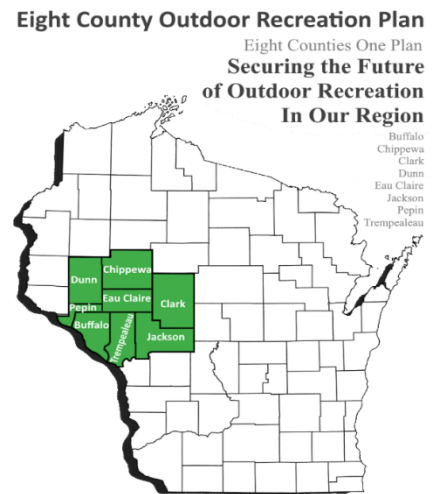 Eight County Outdoor Recreation Plan
Eight Counties One Plan
Securing the Future
of Outdoor Recreation
In Our Region
Buffalo
Chippewa
Clark
Dunn
Eau Claire
Jackson
Pepin
Trempealeau
Chippewa
Dunn
Eau Claire
Clark
Pepin
Buffalo
Trempealeau
Jackson